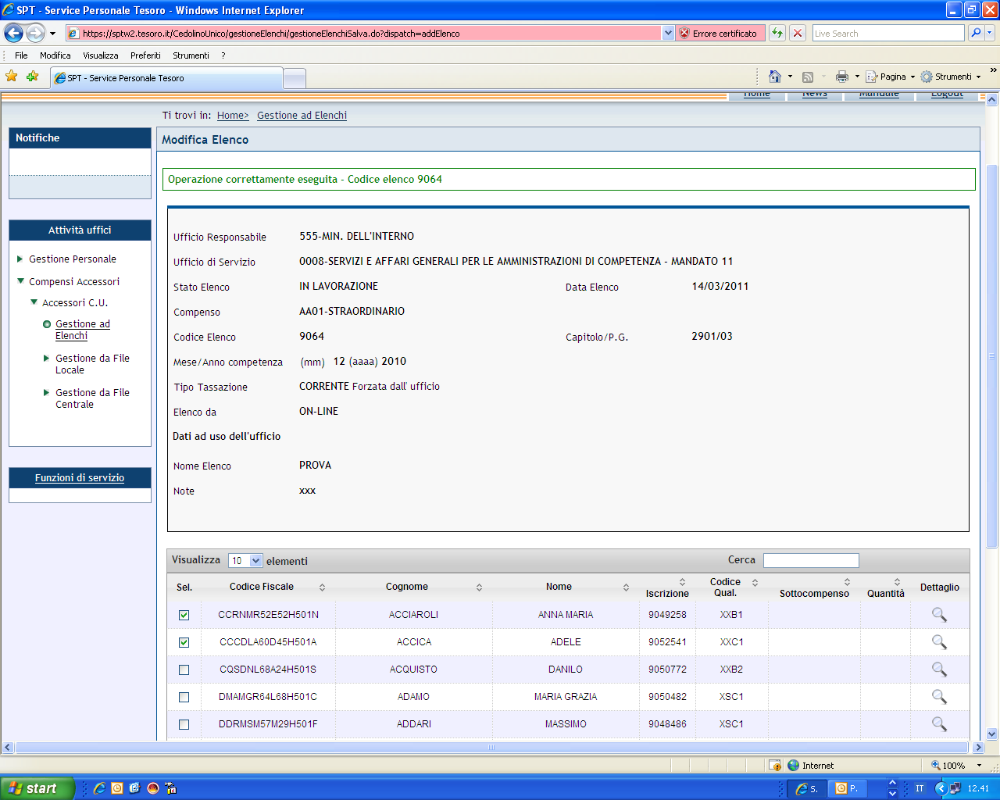 SPT - Service Personale Tesoro - Windows Internet Explorer
https://sptw2.tesoro.it/CedolinoUnico/gestioneElenchi/gestioneElenchiSalva.do?dispatch=addElenco
Errore certificato
Live Search
File Modifica Visualizza Preferiti Strumenti ?
SPT - Service Personale Tesoro
Pagina Strumenti
Home News Manuale Logout
Ti trovi in: Home> Gestione ad Elenchi
Notifiche
Attività uffici
Gestione Personale
Compensi Accessori
Accessori C.U.
Gestione ad
Elenchi
Gestione da File
Locale
Gestione da File
Centrale
Funzioni di servizio
Modifica Elenco
Operazione correttamente eseguita - Codice elenco 9064
Ufficio Responsabile 555-MIN. DELL'INTERNO
Ufficio di Servizio 0008-SERVIZI E AFFARI GENERALI PER LE AMMINISTRAZIONI DI COMPETENZA - MANDATO 11
Stato Elenco IN LAVORAZIONE Data Elenco 14/03/2011
Compenso AA01-STRAORDINARIO
Codice Elenco 9064 Capitolo/P.G. 2901/03
Mese/Anno competenza (mm) 12 (aaaa) 2010
Tipo Tassazione CORRENTE Forzata dall' ufficio
Elenco da ON-LINE
Dati ad uso dell'ufficio
Nome Elenco PROVA
Note xxx
Visualizza 10 elementi Cerca
Sel. Codice Fiscale Cognome Nome Iscrizione Codice Qual. Sottocompenso Quantità Dettaglio
CCRNMR52E52H501N ACCIAROLI ANNA MARIA 9049258 XXB1
CCCDLA60D45H501A ACCICA ADELE 9052541 XXC1
CQSDNL68A24H501S ACQUISTO DANILO 9050772 XXB2
DMAMGR64L68H501C ADAMO MARIA GRAZIA 9050482 XSC1
DDRMSM57M29H501F ADDARI MASSIMO 9048486 XSC1
Internet 100%
start S. P. IT 12.41